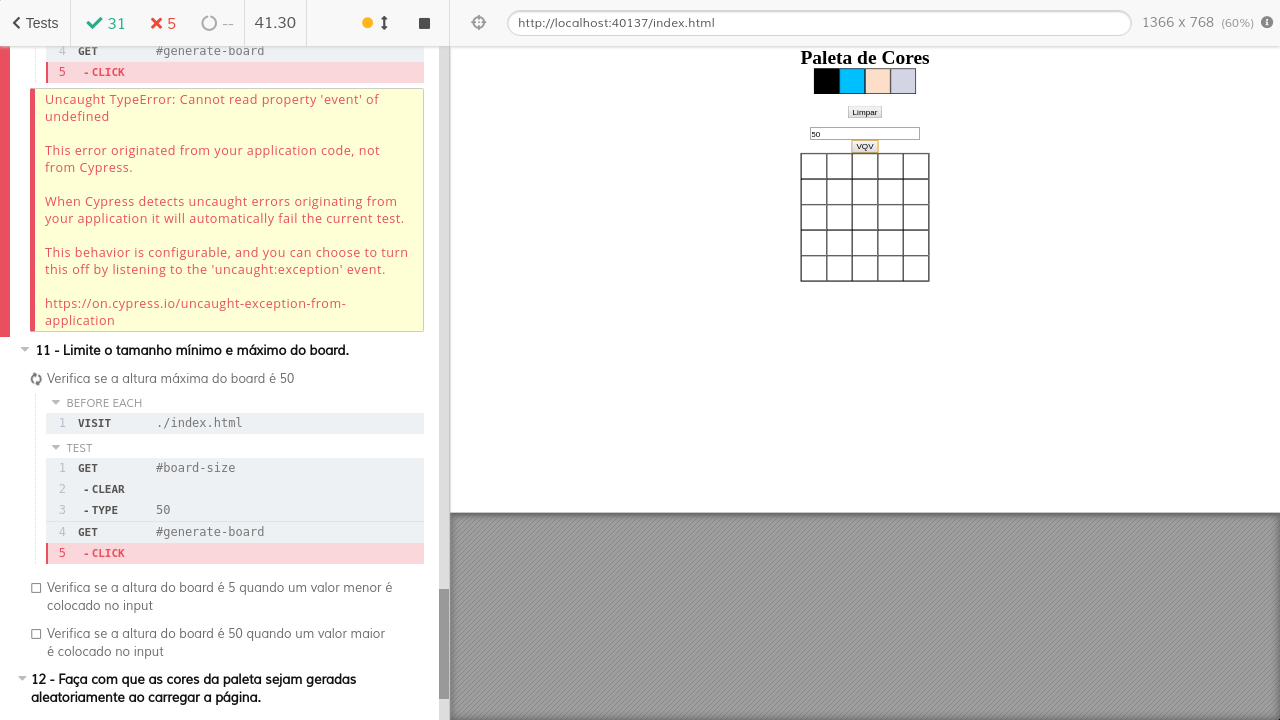 Tests 31 5 -- 41.30
http://localhost:40137/index.html 1366 x 768 (60%)
4 GET #generate-board
5 - CLICK
Uncaught TypeError: Cannot read property 'event' of
undefined
This error originated from your application code, not
from Cypress.
When Cypress detects uncaught errors originating from
your application it will automatically fail the current test.
This behavior is configurable, and you can choose to turn
this off by listening to the 'uncaught:exception' event.
https://on.cypress.io/uncaught-exception-from-
application
11 - Limite o tamanho mínimo e máximo do board.
Verifica se a altura máxima do board é 50
BEFORE EACH
1 VISIT ./index.html
TEST
1 GET #board-size
2 - CLEAR
3 - TYPE 50
4 GET #generate-board
5 - CLICK
Verifica se a altura do board é 5 quando um valor menor é
colocado no input
Verifica se a altura do board é 50 quando um valor maior
é colocado no input
12 - Faça com que as cores da paleta sejam geradas
aleatoriamente ao carregar a página.
Paleta de Cores
Limpar
50
VQV